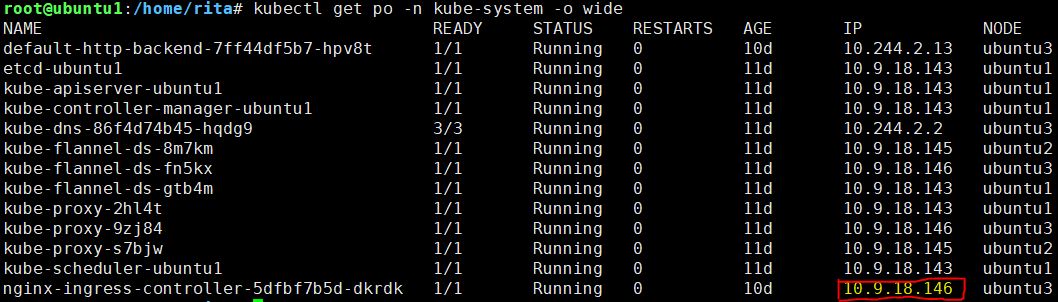 root@ubuntu1:/home/rita# kubectl get po -n kube-system -o wide
NAME READY STATUS RESTARTS AGE IP NODE
default-http-backend-7ff44df5b7-hpv8t 1/1 Running 0 10d 10.244.2.13 ubuntu3
etcd-ubuntu1 1/1 Running 0 11d 10.9.18.143 ubuntu1
kube-apiserver-ubuntu1 1/1 Running 0 11d 10.9.18.143 ubuntu1
kube-controller-manager-ubuntu1 1/1 Running 0 11d 10.9.18.143 ubuntu1
kube-dns-86f4d74b45-hqdg9 3/3 Running 0 11d 10.244.2.2 ubuntu3
kube-flannel-ds-8m7km 1/1 Running 0 11d 10.9.18.145 ubuntu2
kube-flannel-ds-fn5kx 1/1 Running 0 11d 10.9.18.146 ubuntu3
kube-flannel-ds-gtb4m 1/1 Running 0 11d 10.9.18.143 ubuntu1
kube-proxy-2hl4t 1/1 Running 0 11d 10.9.18.143 ubuntu1
kube-proxy-9zj84 1/1 Running 0 11d 10.9.18.146 ubuntu3
kube-proxy-s7bjw 1/1 Running 0 11d 10.9.18.145 ubuntu2
kube-scheduler-ubuntu1 1/1 Running 0 11d 10.9.18.143 ubuntu1
nginx-ingress-controller-5dfbf7b5d-dkrdk 1/1 Running 0 10d 10.9.18.146 ubuntu3